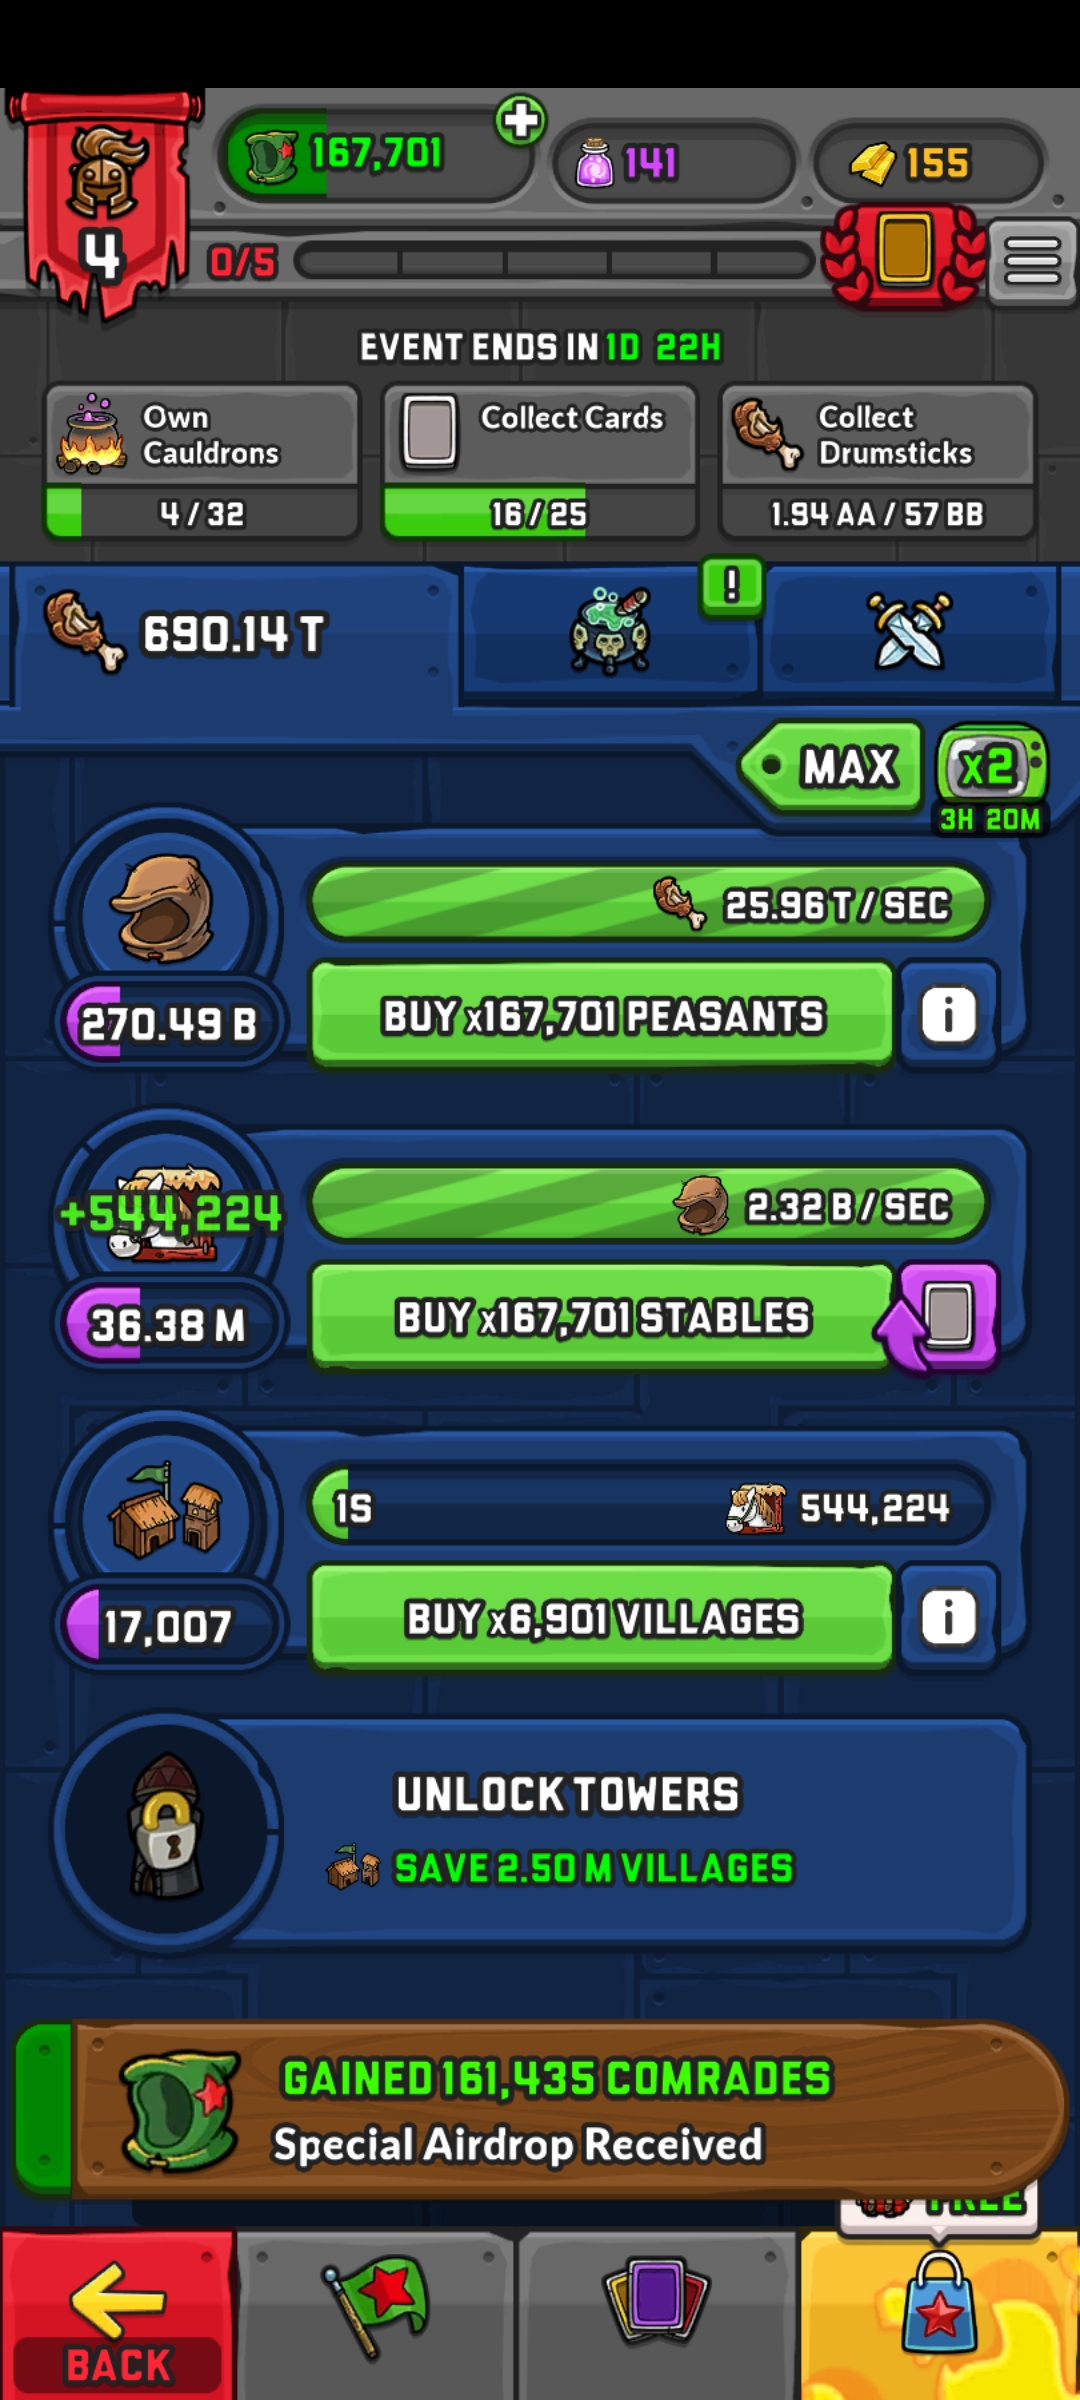 167,701
141
155
4
0/5
EVENT ENDS IN 1D 22H
Own
Cauldrons
4 / 32
Collect Cards
16 / 25
Collect
Drumsticks
1.94 AA / 57 BB
690.14 T
!
MAX
x2
3H 20M
25.96 T / SEC
270.49 B
BUY x167,701 PEASANTS
i
+544,224
2.32 B / SEC
36.38 M
BUY x167,701 STABLES
1S
544,224
17,007
BUY x6,901 VILLAGES
i
UNLOCK TOWERS
SAVE 2.50 M VILLAGES
GAINED 161,435 COMRADES
Special Airdrop Received
FREE
BACK